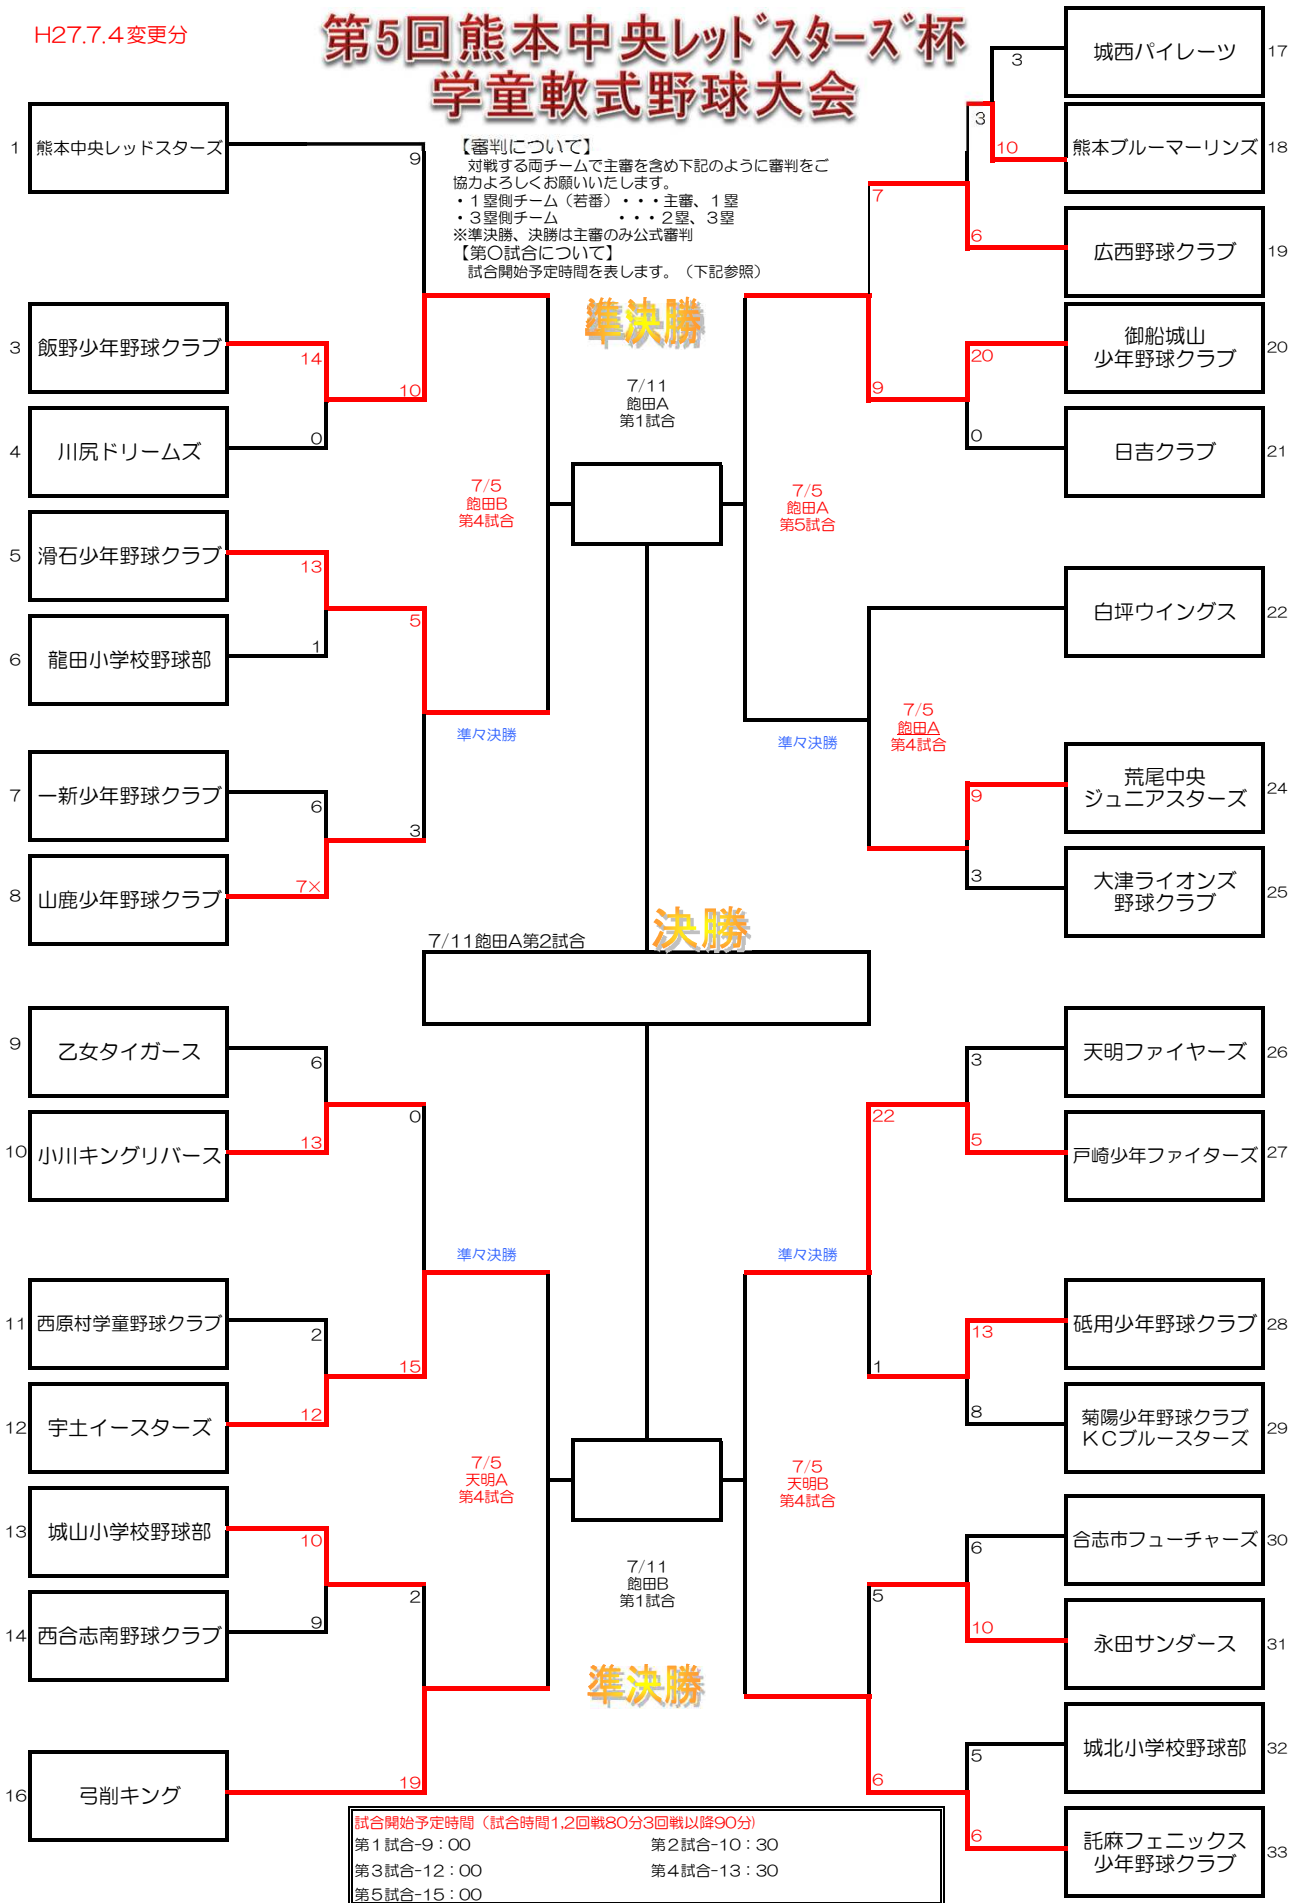 H27.7.4変更分
第5回熊本中央レッドスターズ杯
学童軟式野球大会
【審判について】
対戦する両チームで主審を含め下記のように審判をご
協力よろしくお願いいたします。
・1塁側チーム（若番）・・・主審、1塁
・3塁側チーム　　　・・・2塁、3塁
※準決勝、決勝は主審のみ公式審判
【第〇試合について】
試合開始予定時間を表します。（下記参照）
1 熊本中央レッドスターズ
9
3 飯野少年野球クラブ
14
10
4 川尻ドリームズ
0
5 滑石少年野球クラブ
13
5
6 龍田小学校野球部
1
7 一新少年野球クラブ
6
3
8 山鹿少年野球クラブ
7×
7/5
飽田B
第4試合
準々決勝
準決勝
7/11
飽田A
第1試合
城西パイレーツ 17
3
3
熊本ブルーマーリンズ 18
10
7
広西野球クラブ 19
6
御船城山
少年野球クラブ 20
20
9
日吉クラブ 21
0
7/5
飽田A
第5試合
白坪ウイングス 22
準々決勝
7/5
飽田A
第4試合
荒尾中央
ジュニアスターズ 24
9
大津ライオンズ
野球クラブ 25
3
7/11飽田A第2試合
決勝
9 乙女タイガース
6
0
10 小川キングリバース
13
準々決勝
11 西原村学童野球クラブ
2
15
12 宇土イースターズ
12
7/5
天明A
第4試合
13 城山小学校野球部
10
2
14 西合志南野球クラブ
9
16 弓削キング
19
天明ファイヤーズ 26
3
22
戸崎少年ファイターズ 27
5
準々決勝
砥用少年野球クラブ 28
13
1
菊陽少年野球クラブ
KCブルースターズ 29
8
7/5
天明B
第4試合
合志市フューチャーズ 30
6
5
永田サンダース 31
10
城北小学校野球部 32
5
6
託麻フェニックス
少年野球クラブ 33
6
7/11
飽田B
第1試合
準決勝
試合開始予定時間（試合時間1,2回戦80分3回戦以降90分）
第1試合-9：00　第2試合-10：30
第3試合-12：00　第4試合-13：30
第5試合-15：00